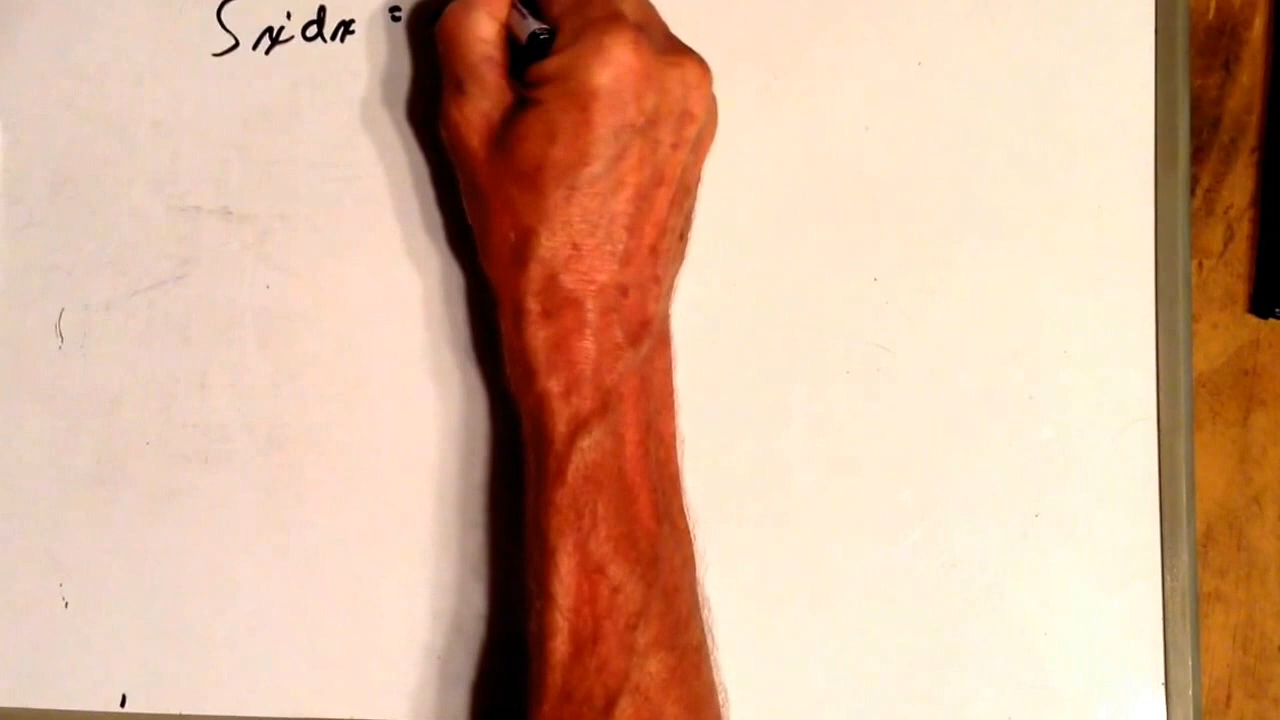 ∫xⁱdx =